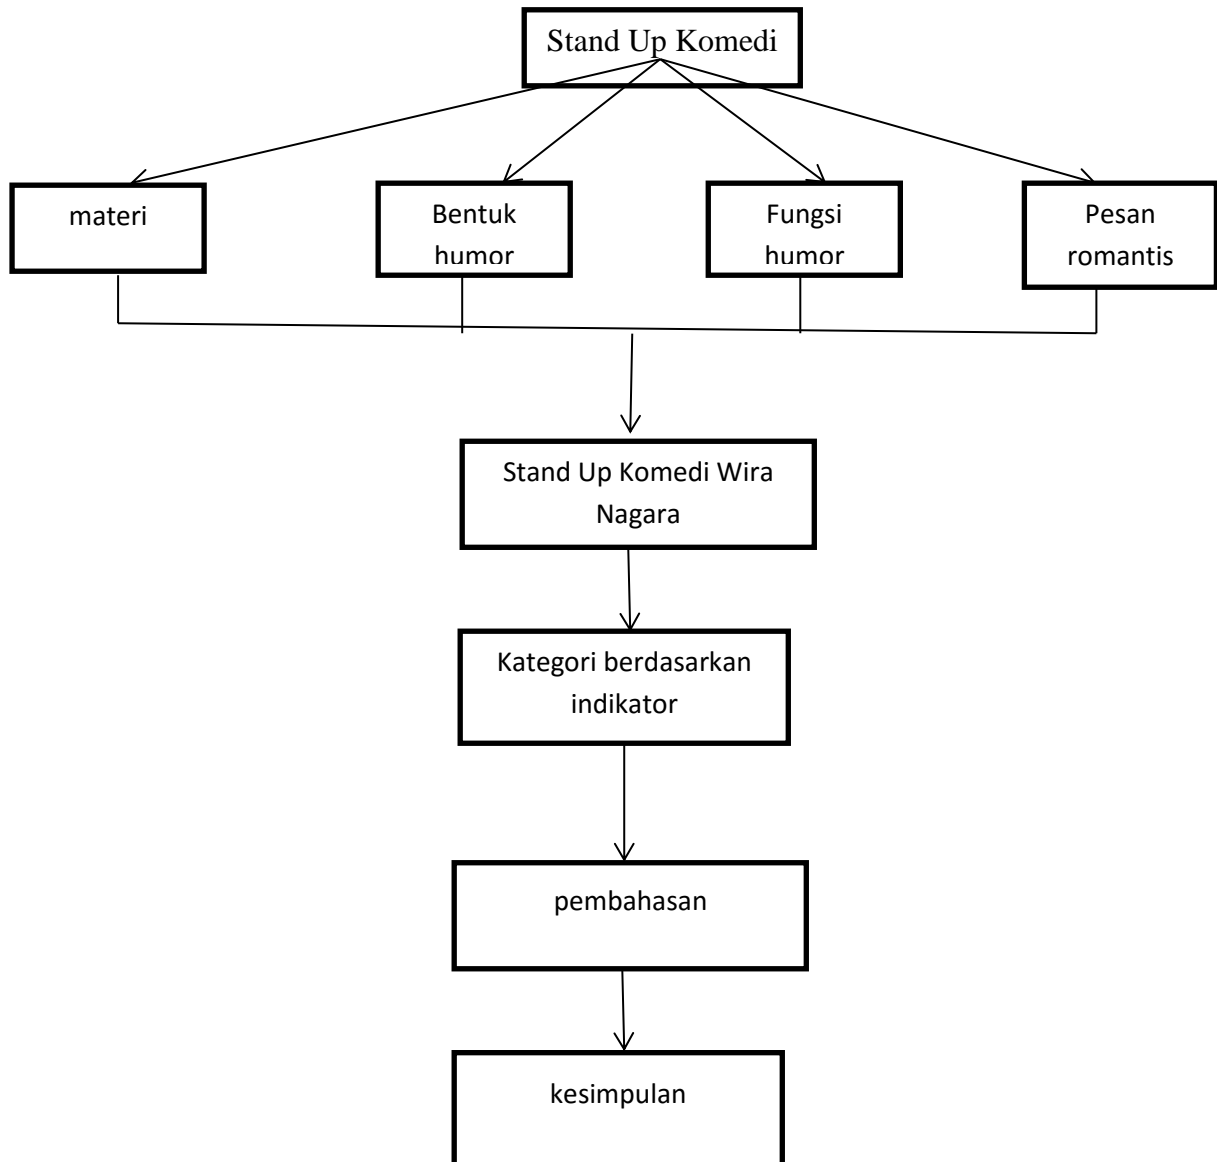 Stand Up Komedi
materi
Bentuk
humor
Fungsi
humor
Pesan
romantis
Stand Up Komedi Wira
Nagara
Kategori berdasarkan
indikator
pembahasan
kesimpulan